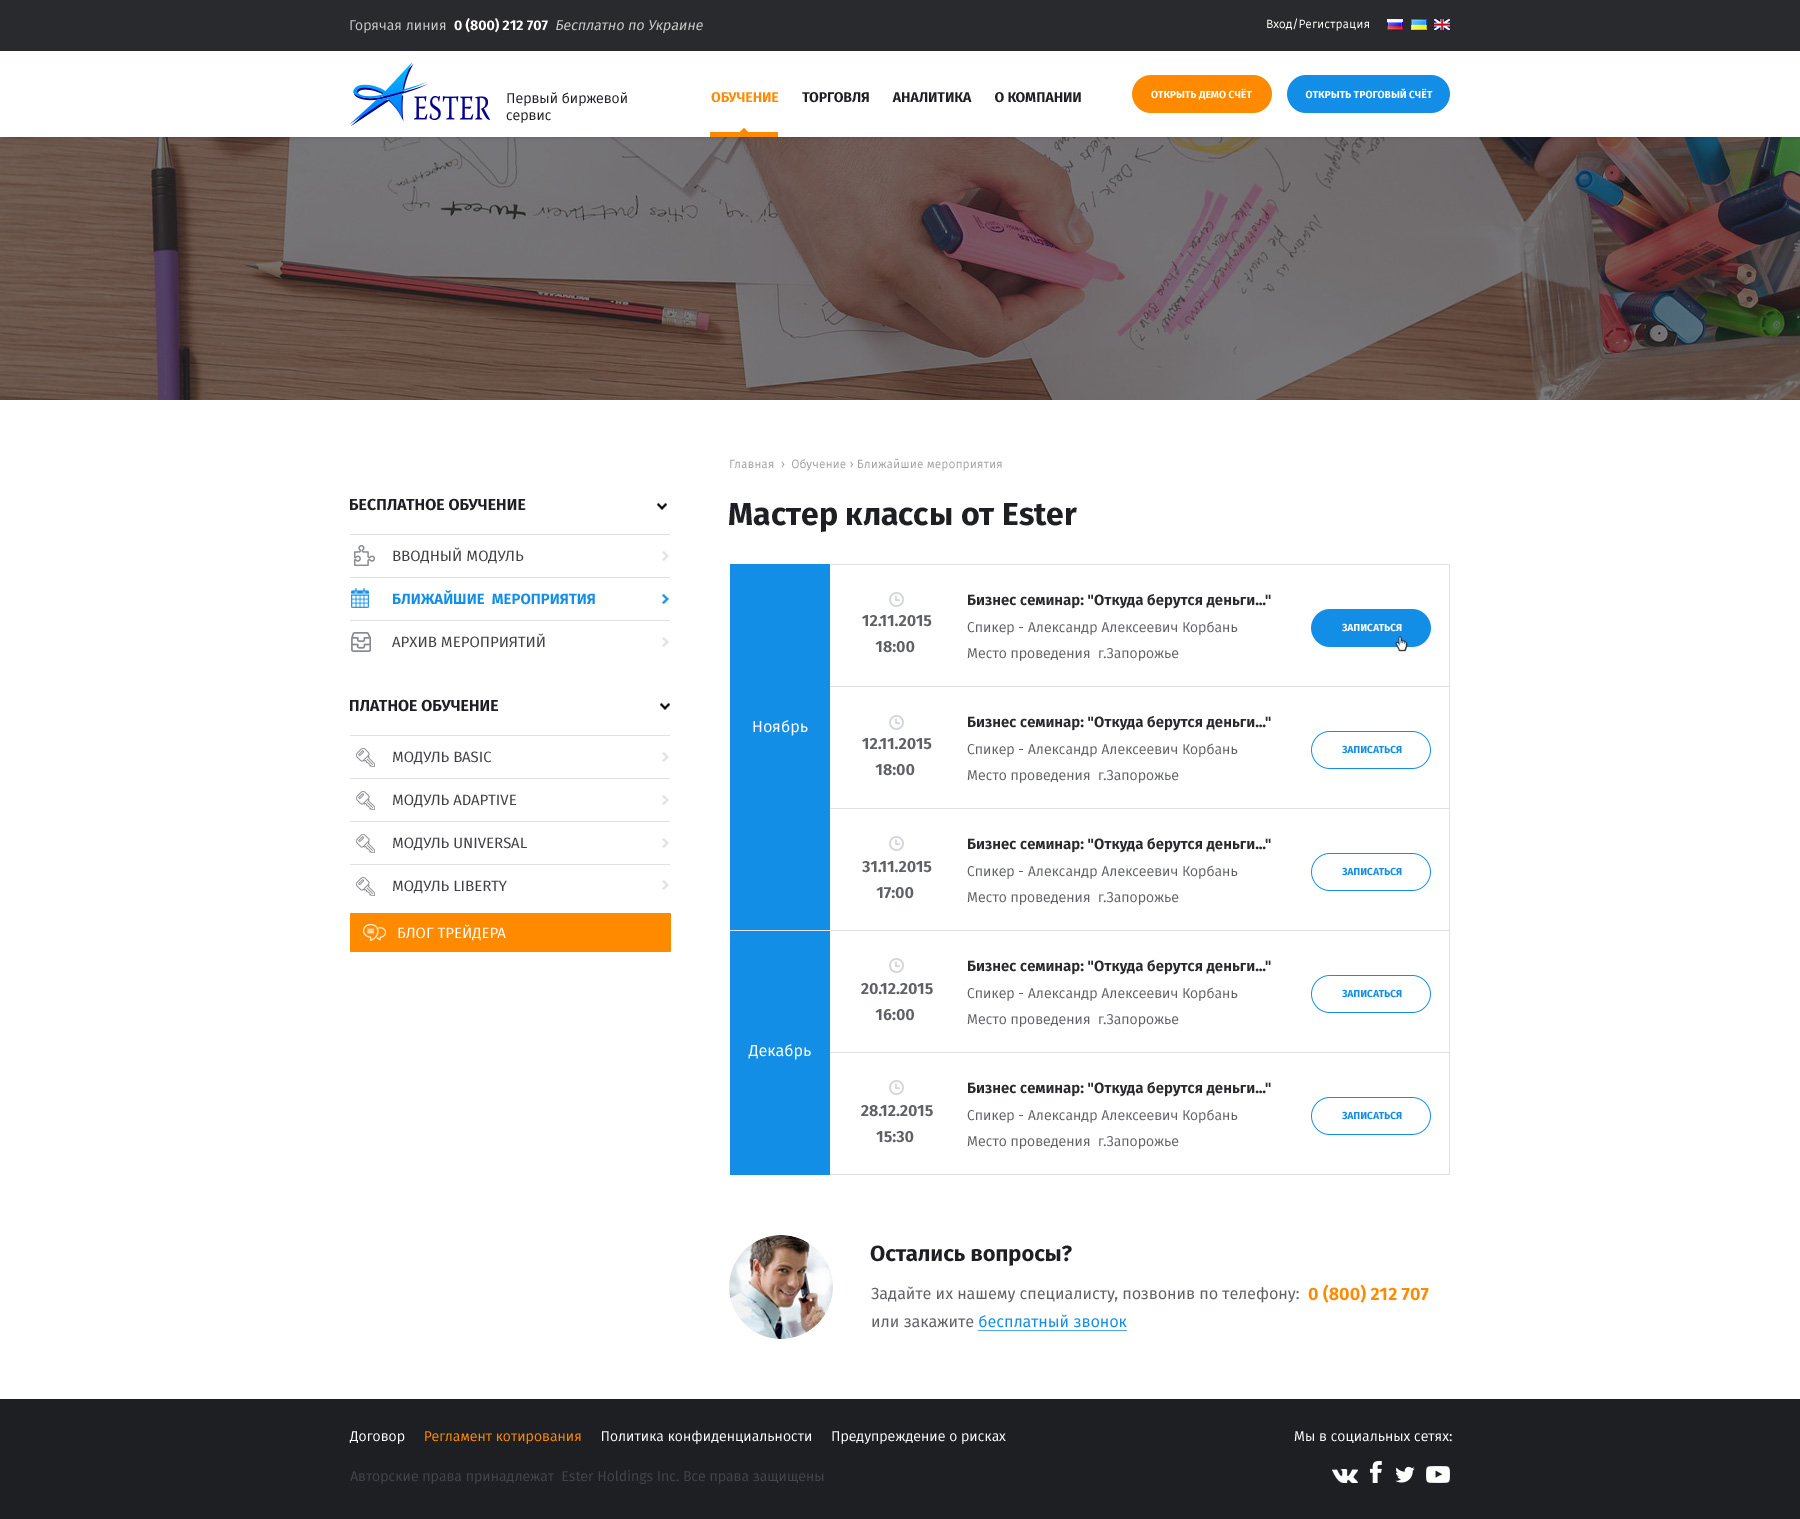 Горячая линия 0 (800) 212 707 Бесплатно по Украине
Вход/Регистрация
ESTER
Первый биржевой
сервис
ОБУЧЕНИЕ ТОРГОВЛЯ АНАЛИТИКА О КОМПАНИИ
ОТКРЫТЬ ДЕМО СЧЁТ
ОТКРЫТЬ ТРОГОВЫЙ СЧЁТ
Главная › Обучение › Ближайшие мероприятия
БЕСПЛАТНОЕ ОБУЧЕНИЕ
ВВОДНЫЙ МОДУЛЬ
БЛИЖАЙШИЕ МЕРОПРИЯТИЯ
АРХИВ МЕРОПРИЯТИЙ
ПЛАТНОЕ ОБУЧЕНИЕ
МОДУЛЬ BASIC
МОДУЛЬ ADAPTIVE
МОДУЛЬ UNIVERSAL
МОДУЛЬ LIBERTY
БЛОГ ТРЕЙДЕРА
Мастер классы от Ester
Ноябрь
12.11.2015
18:00
Бизнес семинар: "Откуда берутся деньги..."
Спикер - Александр Алексеевич Корбань
Место проведения г.Запорожье
ЗАПИСАТЬСЯ
12.11.2015
18:00
Бизнес семинар: "Откуда берутся деньги..."
Спикер - Александр Алексеевич Корбань
Место проведения г.Запорожье
ЗАПИСАТЬСЯ
31.11.2015
17:00
Бизнес семинар: "Откуда берутся деньги..."
Спикер - Александр Алексеевич Корбань
Место проведения г.Запорожье
ЗАПИСАТЬСЯ
Декабрь
20.12.2015
16:00
Бизнес семинар: "Откуда берутся деньги..."
Спикер - Александр Алексеевич Корбань
Место проведения г.Запорожье
ЗАПИСАТЬСЯ
28.12.2015
15:30
Бизнес семинар: "Откуда берутся деньги..."
Спикер - Александр Алексеевич Корбань
Место проведения г.Запорожье
ЗАПИСАТЬСЯ
Остались вопросы?
Задайте их нашему специалисту, позвонив по телефону: 0 (800) 212 707
или закажите бесплатный звонок
Договор Регламент котирования Политика конфиденциальности Предупреждение о рисках
Мы в социальных сетях:
Авторские права принадлежат Ester Holdings Inc. Все права защищены